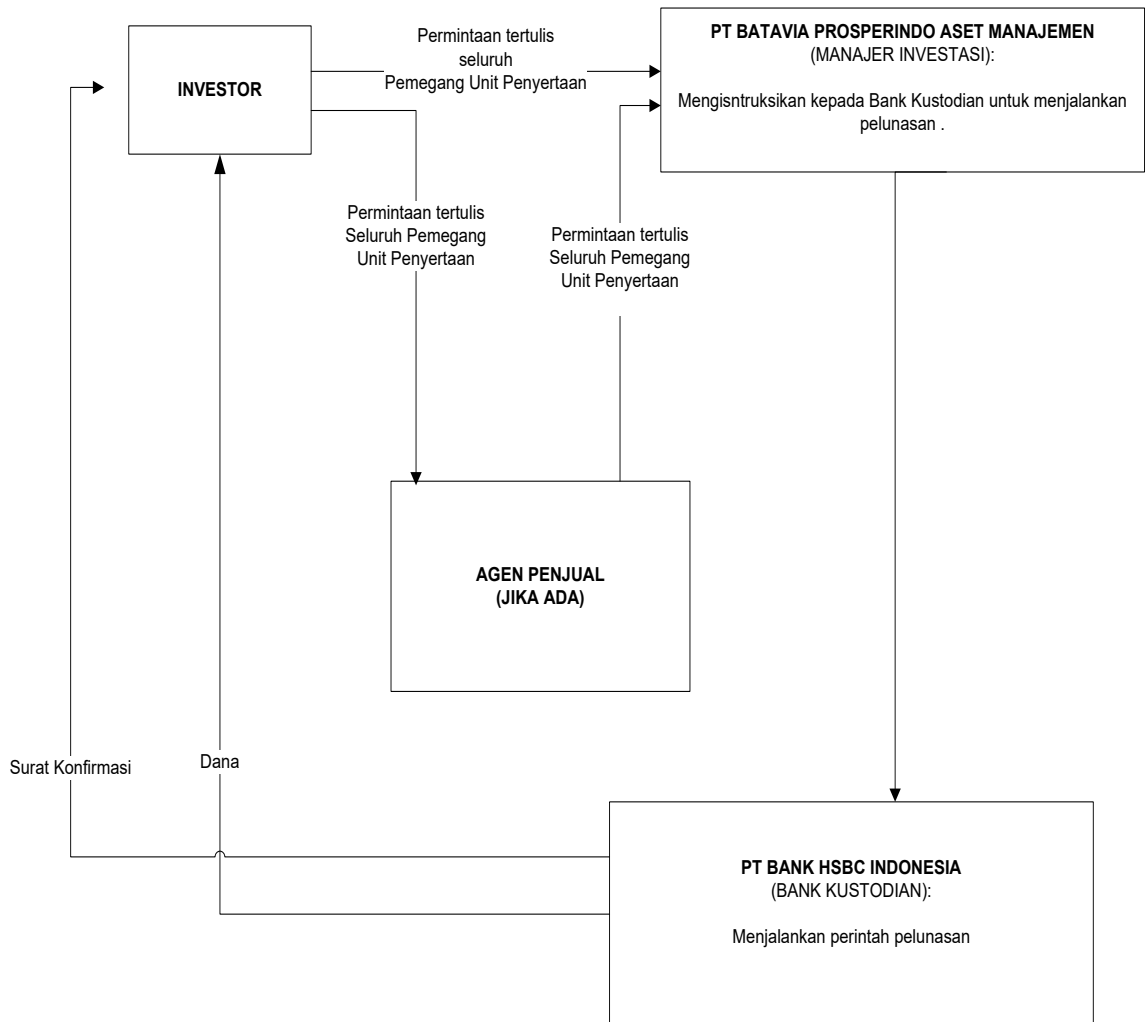 INVESTOR
Permintaan tertulis
seluruh
Pemegang Unit Penyertaan
PT BATAVIA PROSPERINDO ASET MANAJEMEN
(MANAJER INVESTASI):
Mengisntruksikan kepada Bank Kustodian untuk menjalankan
pelunasan .
Permintaan tertulis
Seluruh Pemegang
Unit Penyertaan
Permintaan tertulis
Seluruh Pemegang
Unit Penyertaan
AGEN PENJUAL
(JIKA ADA)
Surat Konfirmasi
Dana
PT BANK HSBC INDONESIA
(BANK KUSTODIAN):
Menjalankan perintah pelunasan